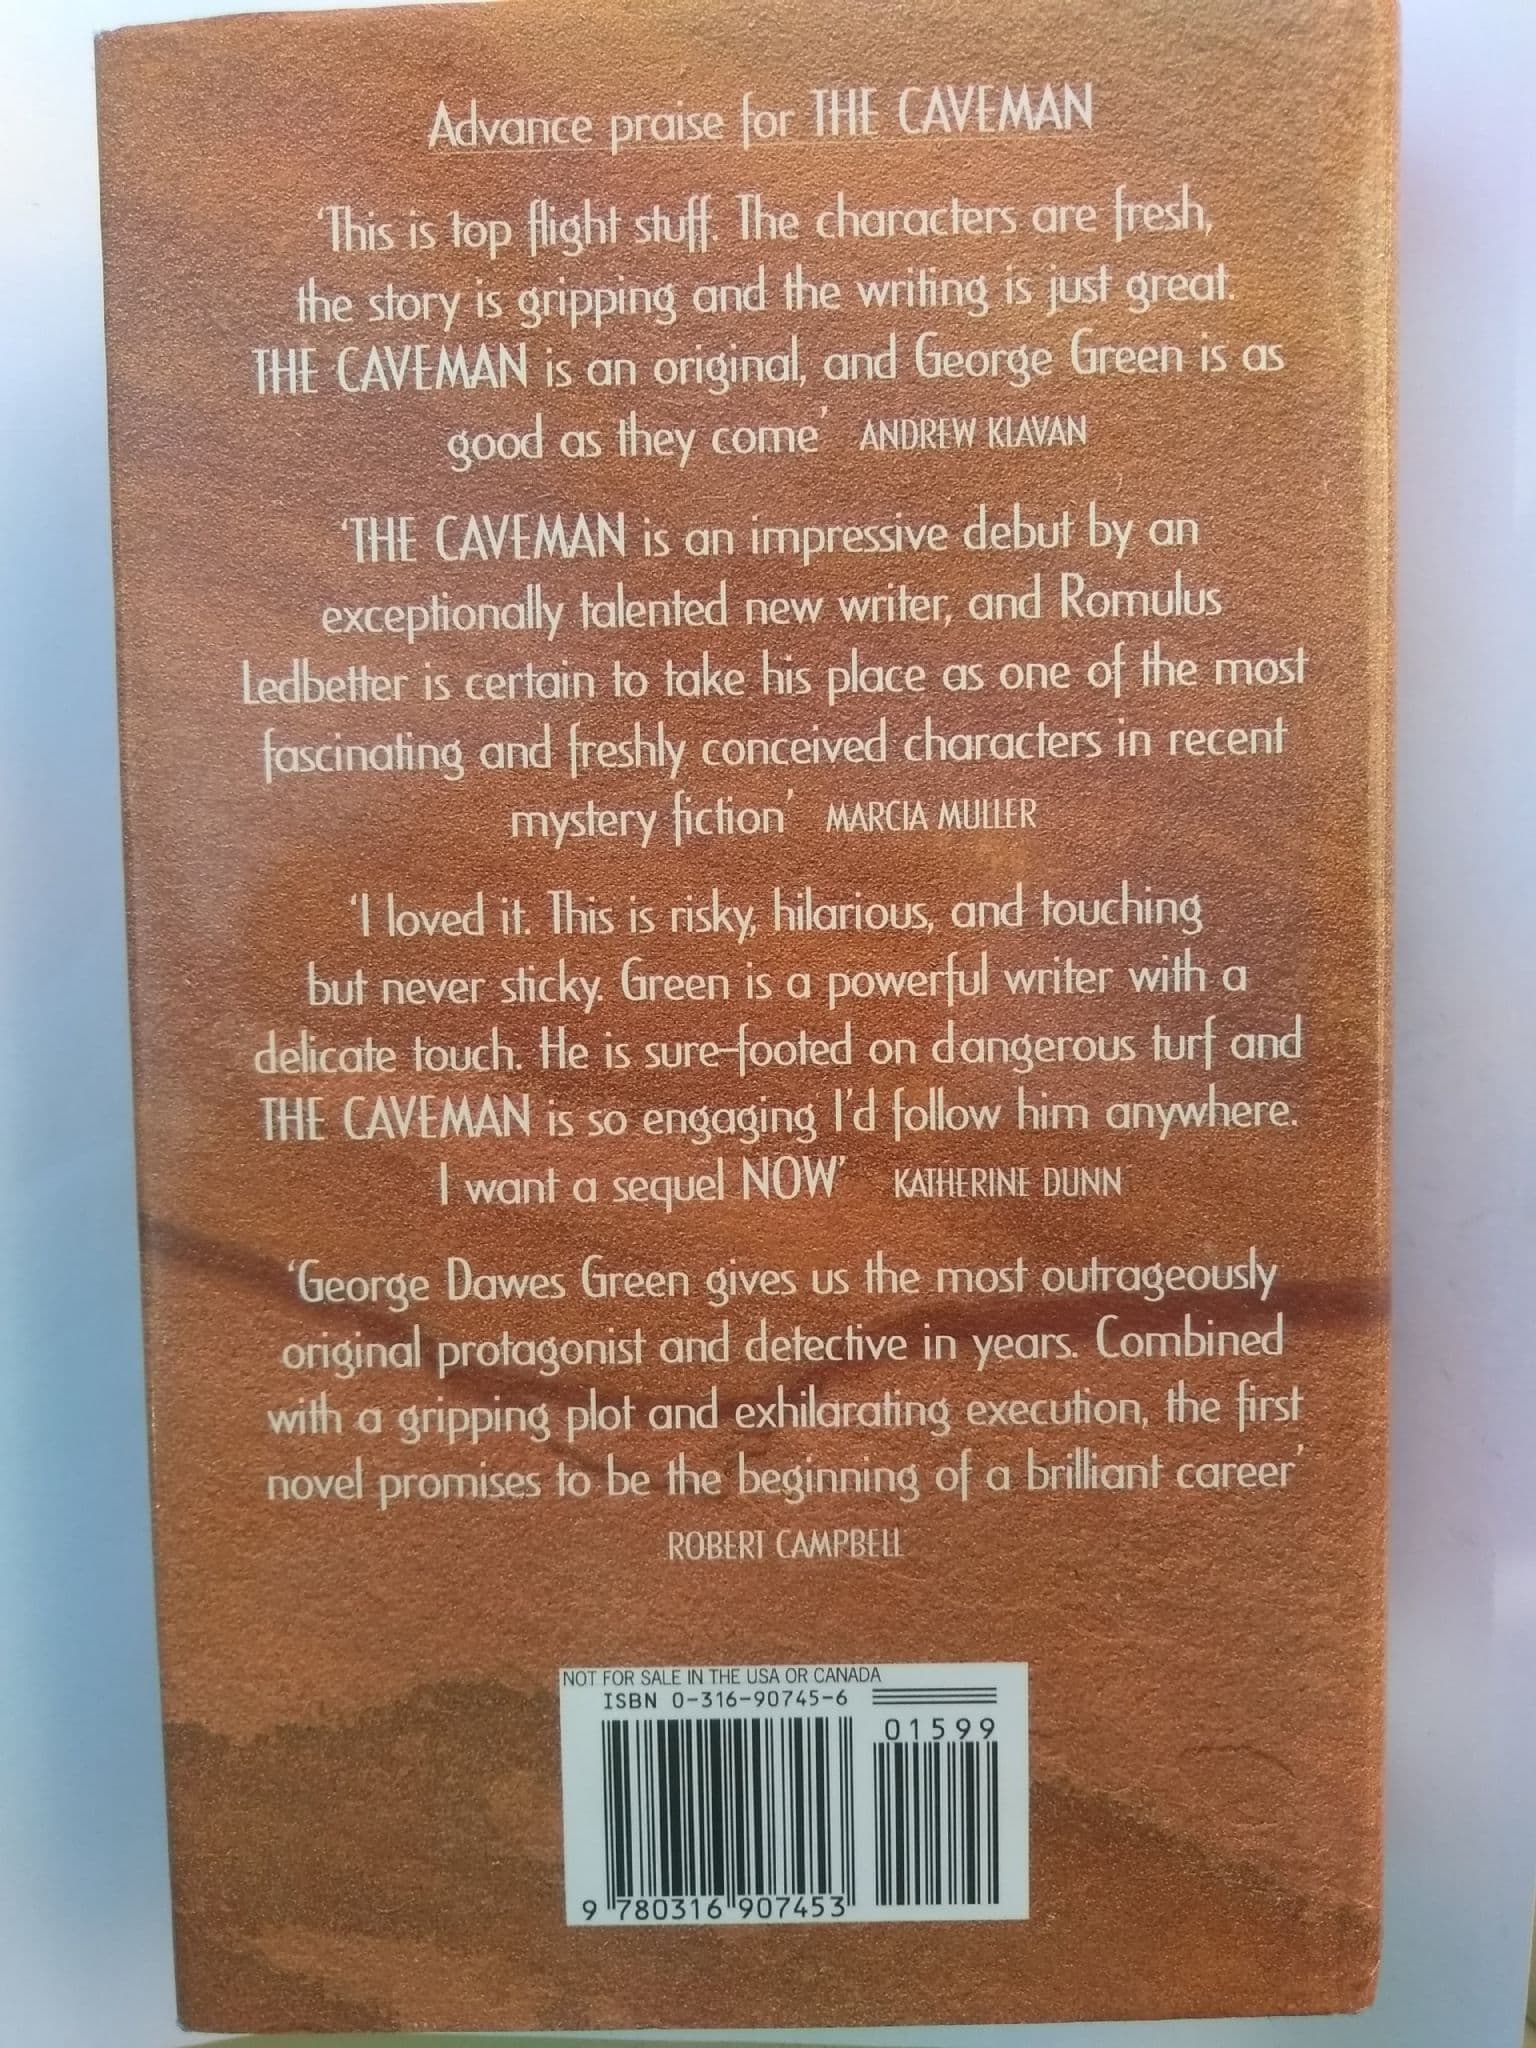 Advance praise for THE CAVEMAN
'This is top flight stuff. The characters are fresh,
the story is gripping and the writing is just great.
THE CAVEMAN is an original, and George Green is as
good as they come' ANDREW KLAVAN
'THE CAVEMAN is an impressive debut by an
exceptionally talented new writer, and Romulus
Ledbetter is certain to take his place as one of the most
fascinating and freshly conceived characters in recent
mystery fiction' MARCIA MULLER
'I loved it. This is risky, hilarious, and touching
but never sticky. Green is a powerful writer with a
delicate touch. He is sure-footed on dangerous turf and
THE CAVEMAN is so engaging I'd follow him anywhere.
I want a sequel NOW' KATHERINE DUNN
'George Dawes Green gives us the most outrageously
original protagonist and detective in years. Combined
with a gripping plot and exhilarating execution, the first
novel promises to be the beginning of a brilliant career'
ROBERT CAMPBELL
NOT FOR SALE IN THE USA OR CANADA
ISBN 0-316-90745-6
01599
9 780316 907453